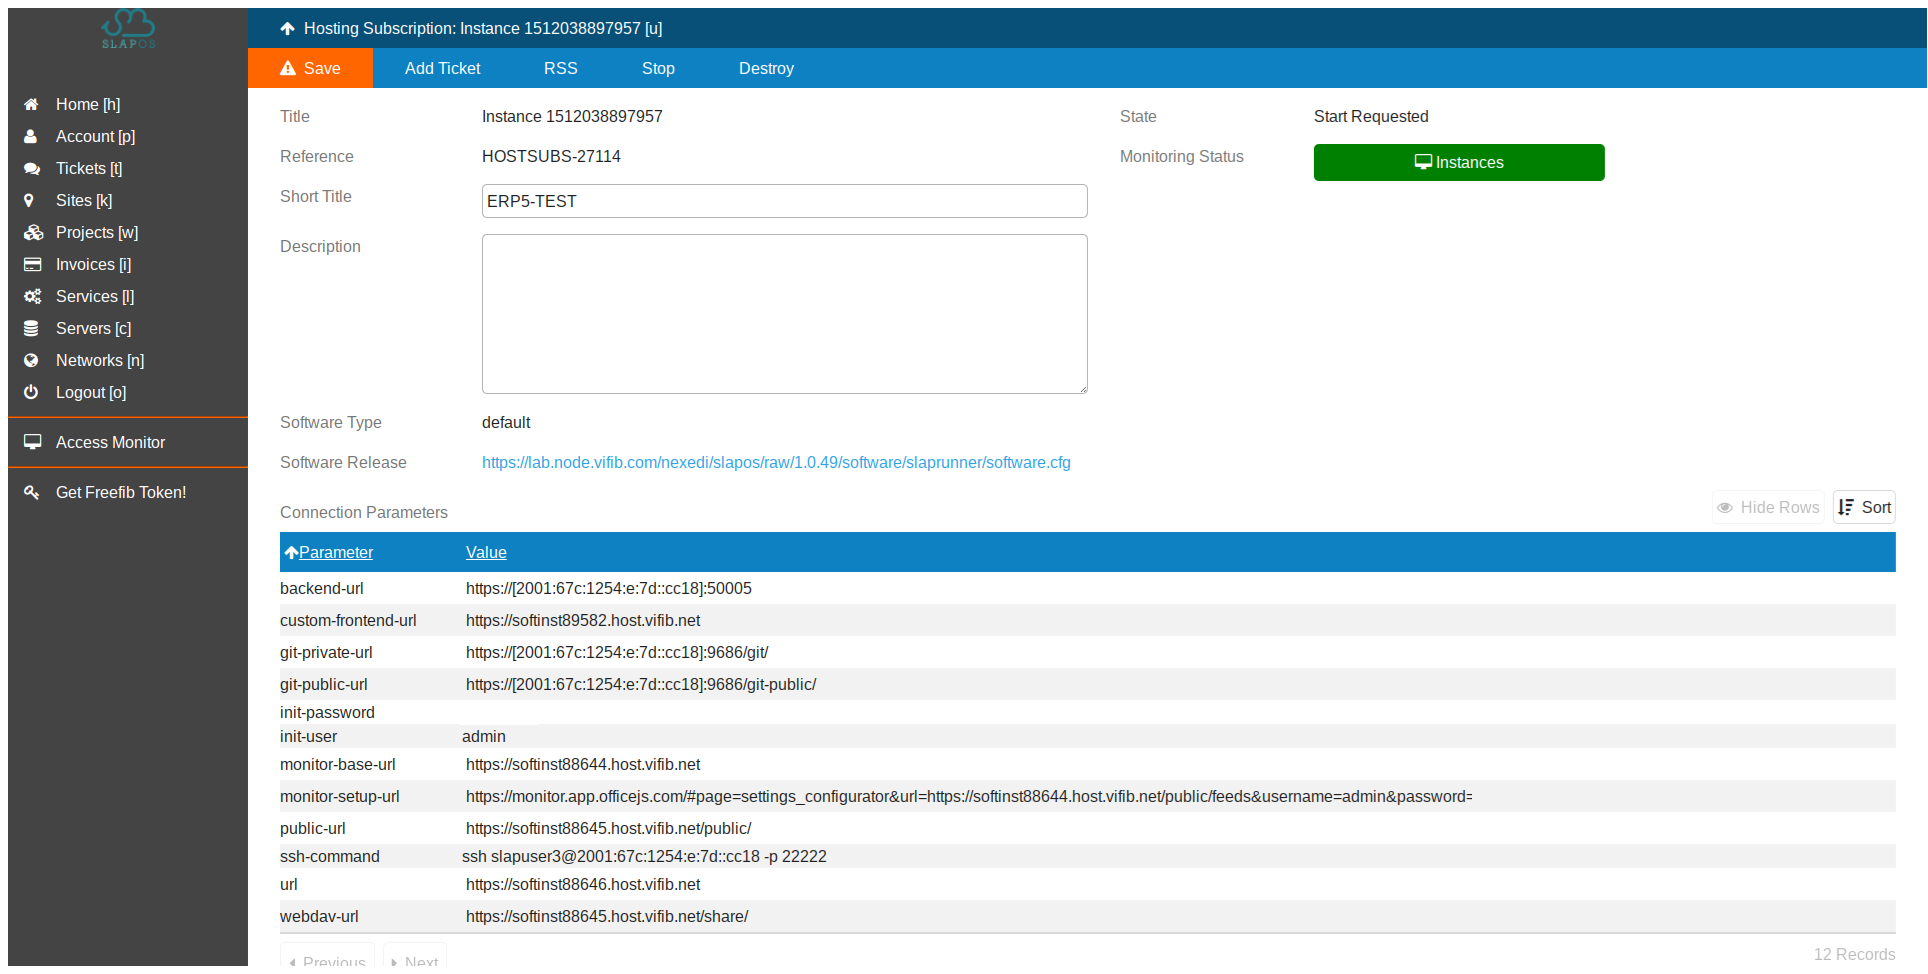 SLAPOS
Hosting Subscription: Instance 1512038897957 [u]
Save Add Ticket RSS Stop Destroy
Home [h]
Account [p]
Tickets [t]
Sites [k]
Projects [w]
Invoices [i]
Services [l]
Servers [c]
Networks [n]
Logout [o]
Access Monitor
Get Freefib Token!
Title Instance 1512038897957
Reference HOSTSUBS-27114
Short Title ERP5-TEST
Description
State Start Requested
Monitoring Status Instances
Software Type default
Software Release https://lab.node.vifib.com/nexedi/slapos/raw/1.0.49/software/slaprunner/software.cfg
Connection Parameters Hide Rows Sort
Parameter Value
backend-url https://[2001:67c:1254:e:7d::cc18]:50005
custom-frontend-url https://softinst89582.host.vifib.net
git-private-url https://[2001:67c:1254:e:7d::cc18]:9686/git/
git-public-url https://[2001:67c:1254:e:7d::cc18]:9686/git-public/
init-password
init-user admin
monitor-base-url https://softinst88644.host.vifib.net
monitor-setup-url https://monitor.app.officejs.com/#page=settings_configurator&url=https://softinst88644.host.vifib.net/public/feeds&username=admin&password=
public-url https://softinst88645.host.vifib.net/public/
ssh-command ssh slapuser3@2001:67c:1254:e:7d::cc18 -p 22222
url https://softinst88646.host.vifib.net
webdav-url https://softinst88645.host.vifib.net/share/
Previous Next 12 Records